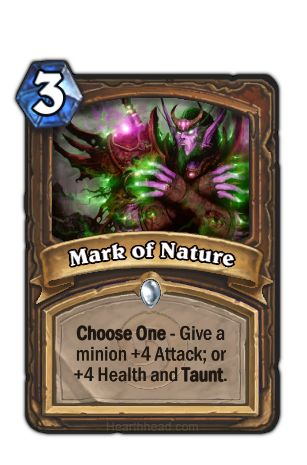 3
Mark of Nature
Choose One - Give a
minion +4 Attack; or
+4 Health and Taunt.
Hearthhead.com